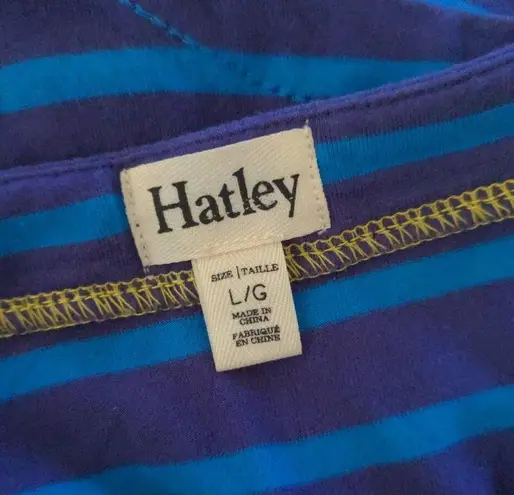 Hatley
SIZE | TAILLE
L/G
MADE IN
CHINA
FABRIQUÉ
EN CHINE